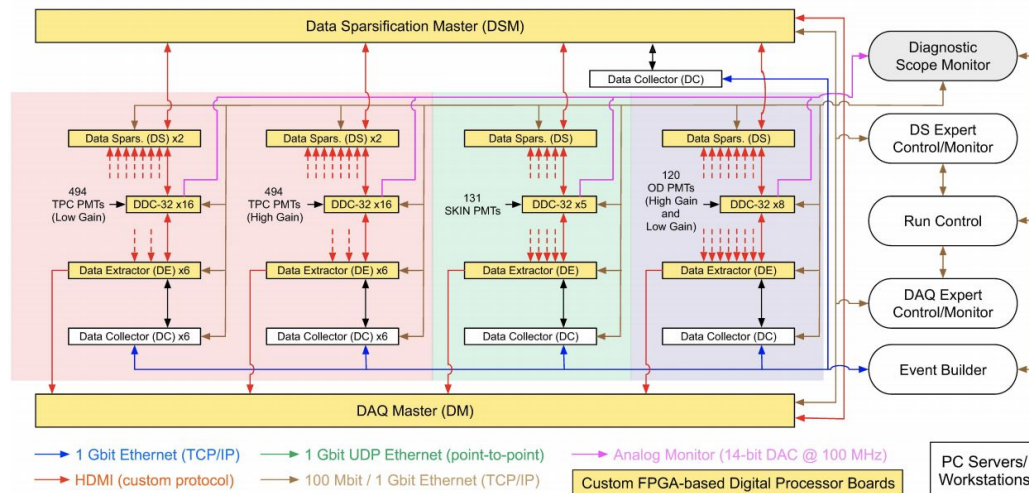 Data Sparsification Master (DSM)
Data Collector (DC)
Diagnostic
Scope Monitor
Data Spars. (DS) x2
Data Spars. (DS) x2
Data Spars. (DS)
Data Spars. (DS)
DS Expert
Control/Monitor
494
TPC PMTs
(Low Gain)
DDC-32 x16
494
TPC PMTs
(High Gain)
DDC-32 x16
131
SKIN PMTs
DDC-32 x5
120
OD PMTs
(High Gain
and
Low Gain)
DDC-32 x8
Run Control
Data Extractor (DE) x6
Data Extractor (DE) x6
Data Extractor (DE)
Data Extractor (DE)
DAQ Expert
Control/Monitor
Data Collector (DC) x6
Data Collector (DC) x6
Data Collector (DC)
Data Collector (DC)
Event Builder
DAQ Master (DM)
1 Gbit Ethernet (TCP/IP)
1 Gbit UDP Ethernet (point-to-point)
Analog Monitor (14-bit DAC @ 100 MHz)
HDMI (custom protocol)
100 Mbit / 1 Gbit Ethernet (TCP/IP)
Custom FPGA-based Digital Processor Boards
PC Servers/
Workstations